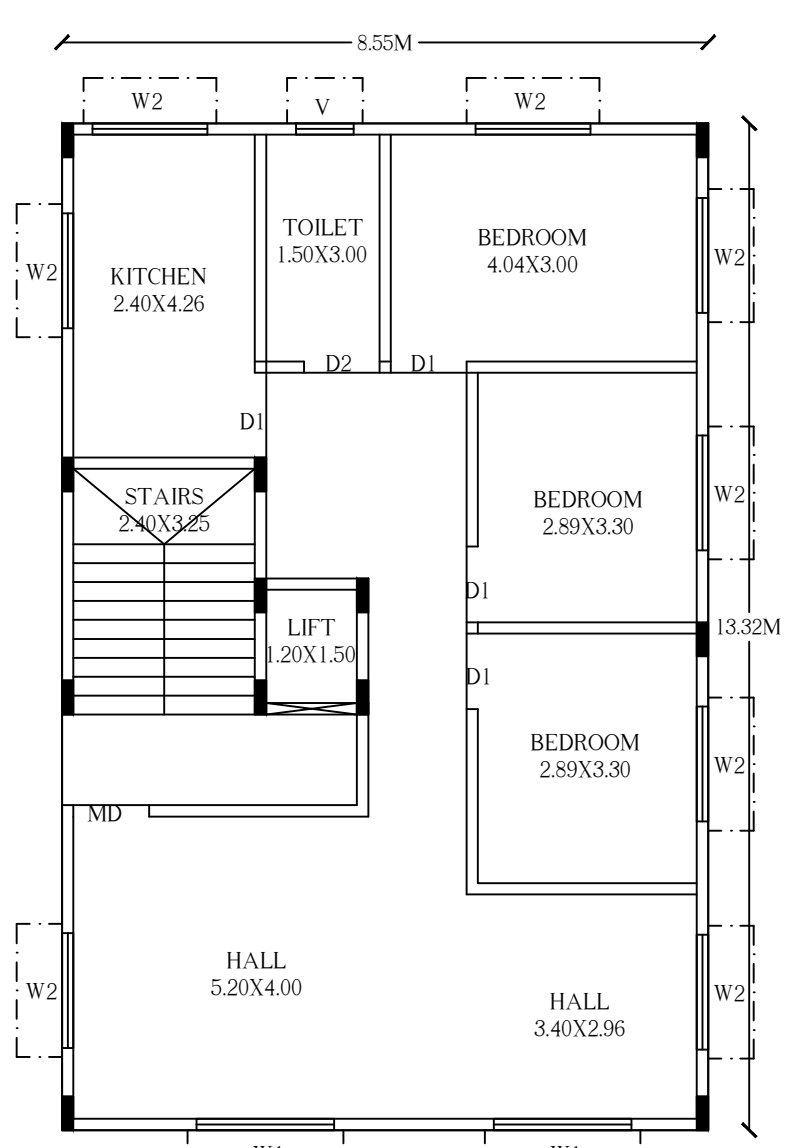 8.55M
W2
V
W2
TOILET
1.50X3.00
BEDROOM
4.04X3.00
W2
W2
KITCHEN
2.40X4.26
D2
D1
D1
STAIRS
2.40X3.25
BEDROOM
2.89X3.30
W2
D1
LIFT
1.20X1.50
13.32M
D1
BEDROOM
2.89X3.30
W2
MD
HALL
5.20X4.00
W2
HALL
3.40X2.96
W2
W1
W1